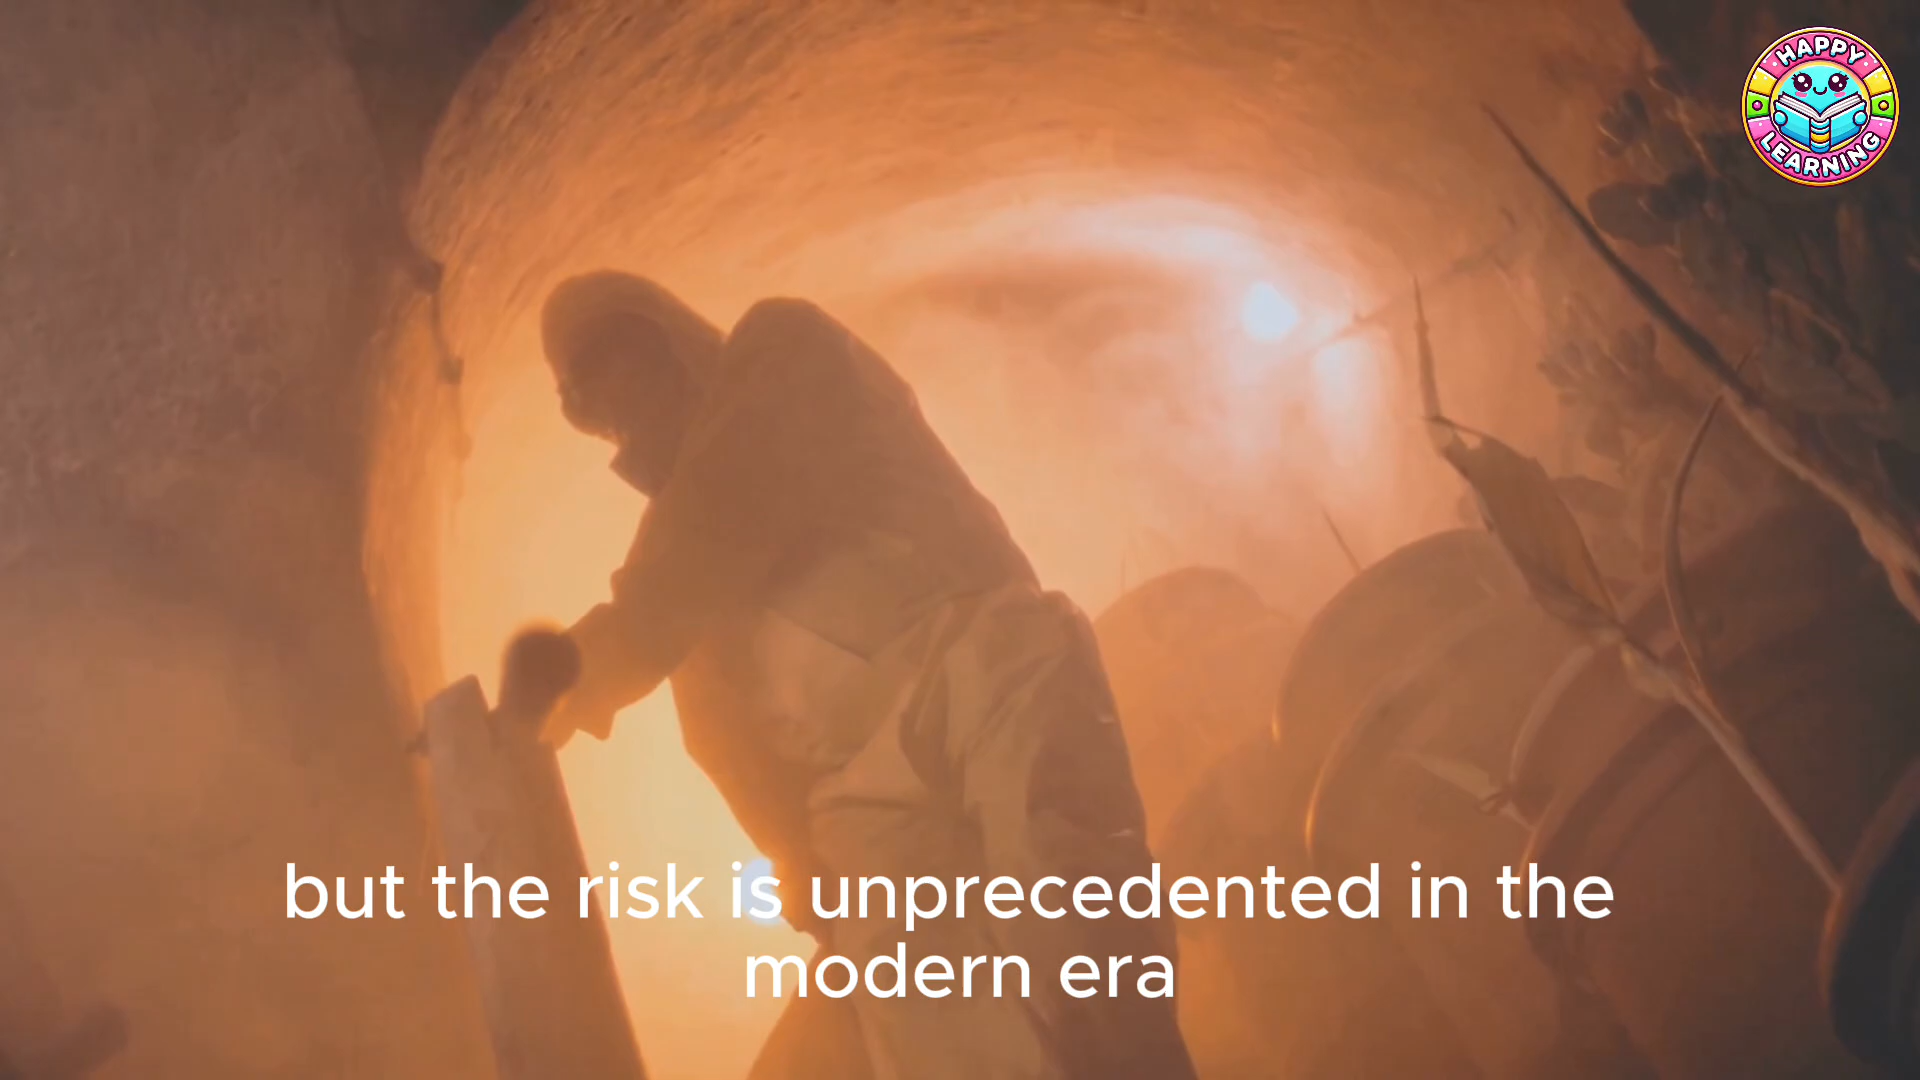 HAPPY
LEARNING
but the risk is unprecedented in the
modern era